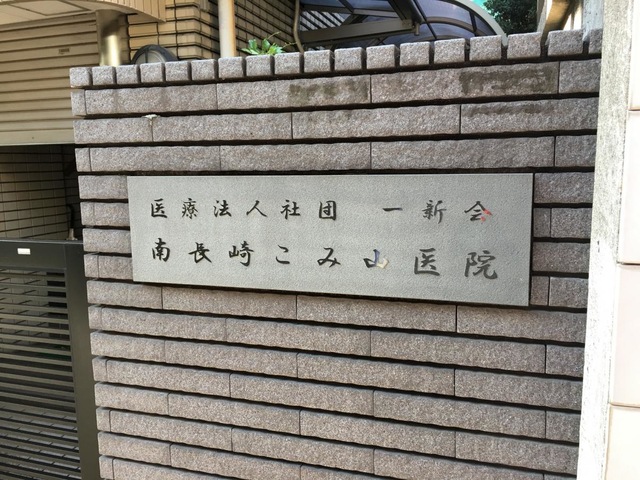 医療法人社団 一新会
南長崎こみ山医院